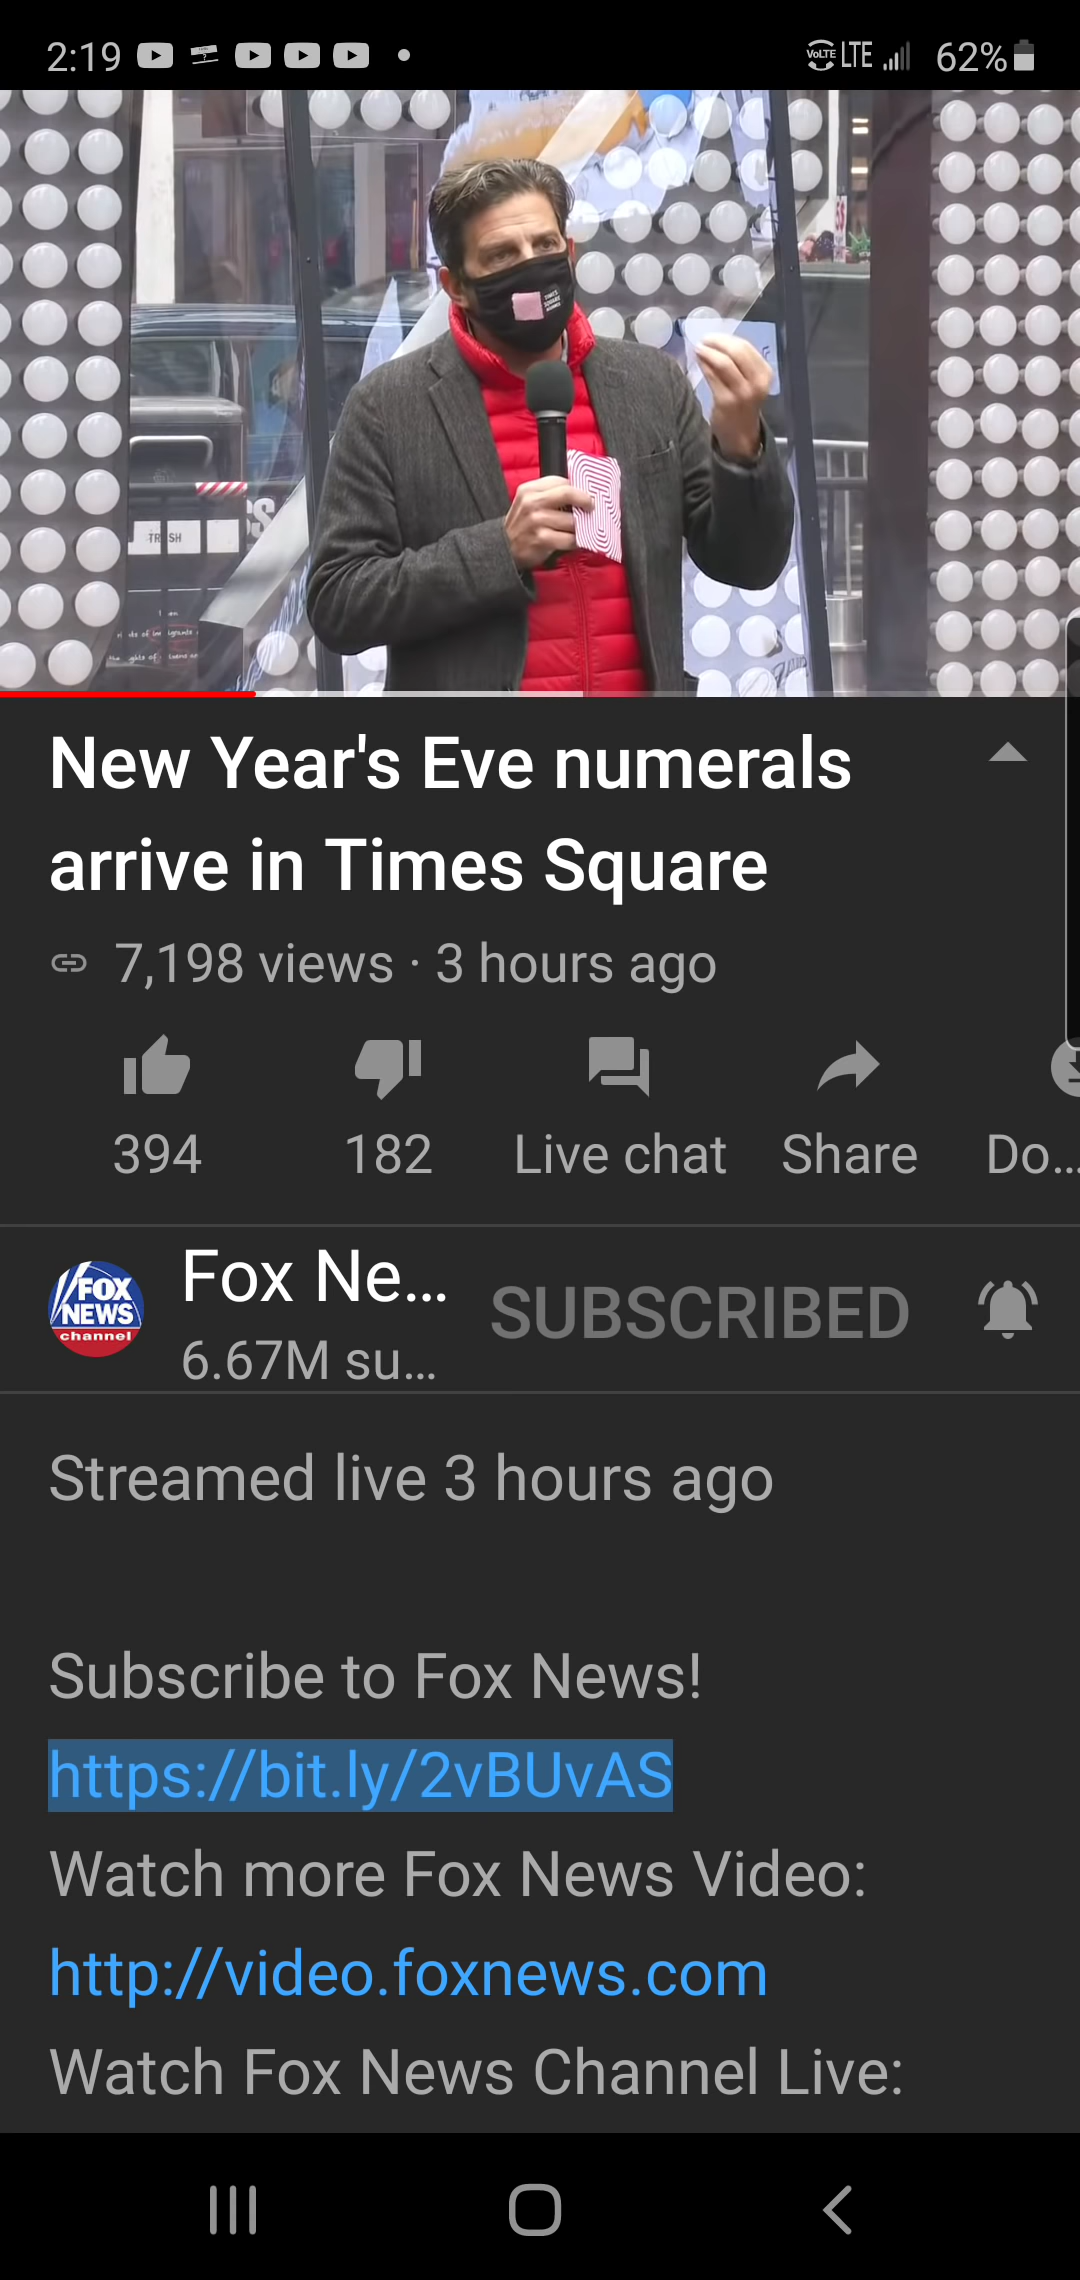 2:19
VoLTE LTE 62%
TIMES
SQUARE
TRASH
New Year's Eve numerals
arrive in Times Square
7,198 views · 3 hours ago
394 182 Live chat Share Do...
FOX
NEWS
channel
Fox Ne...
6.67M su...
SUBSCRIBED
Streamed live 3 hours ago
Subscribe to Fox News!
https://bit.ly/2vBUvAS
Watch more Fox News Video:
http://video.foxnews.com
Watch Fox News Channel Live: